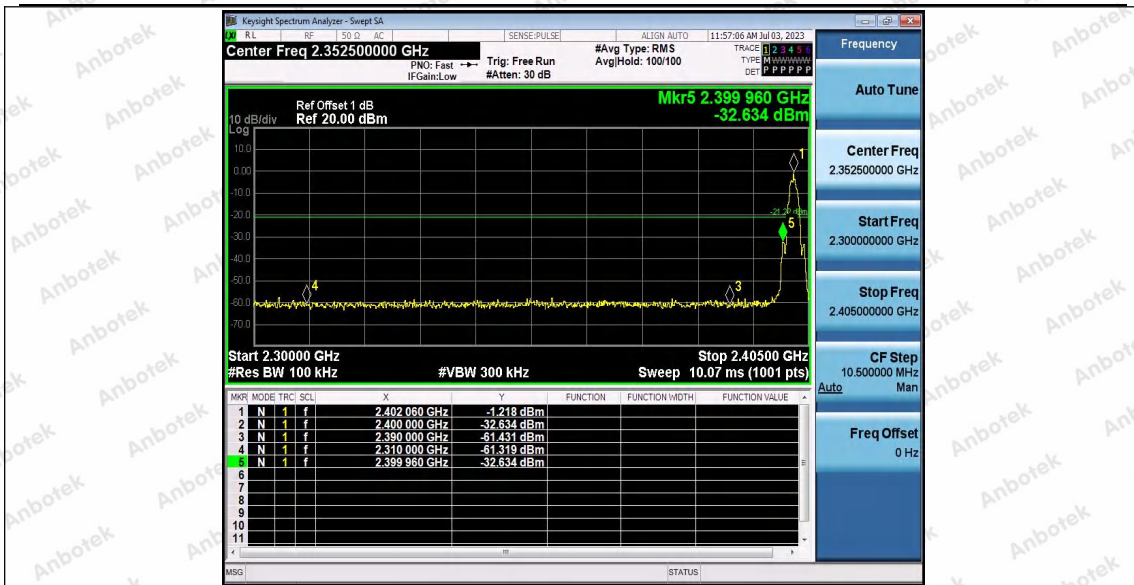 Keysight Spectrum Analyzer - Swept SA
RL RF 50 Ω AC SENSE:PULSE ALIGN AUTO 11:57:06 AM Jul 03, 2023
Center Freq 2.352500000 GHz
PNO: Fast
IFGain:Low
Trig: Free Run
#Atten: 30 dB
#Avg Type: RMS
Avg|Hold: 100/100
TRACE 1 2 3 4 5 6
TYPE M W W W W W
DET P P P P P P
Mkr5 2.399 960 GHz
-32.634 dBm
Ref Offset 1 dB
10 dB/div Ref 20.00 dBm
Log
10.0
0.00
-10.0
-20.0
-30.0
-40.0
-50.0
-60.0
-70.0
1
5
4
3
Start 2.30000 GHz Stop 2.40500 GHz
#Res BW 100 kHz #VBW 300 kHz Sweep 10.07 ms (1001 pts)
MKR MODE TRC SCL X Y FUNCTION FUNCTION WIDTH FUNCTION VALUE
1 N 1 f 2.402 060 GHz -1.218 dBm
2 N 1 f 2.400 000 GHz -32.634 dBm
3 N 1 f 2.390 000 GHz -61.431 dBm
4 N 1 f 2.310 000 GHz -61.319 dBm
5 N 1 f 2.399 960 GHz -32.634 dBm
6
7
8
9
10
11
MSG STATUS
Frequency
Auto Tune
Center Freq
2.352500000 GHz
Start Freq
2.300000000 GHz
Stop Freq
2.405000000 GHz
CF Step
10.500000 MHz
Auto Man
Freq Offset
0 Hz
Anbotek